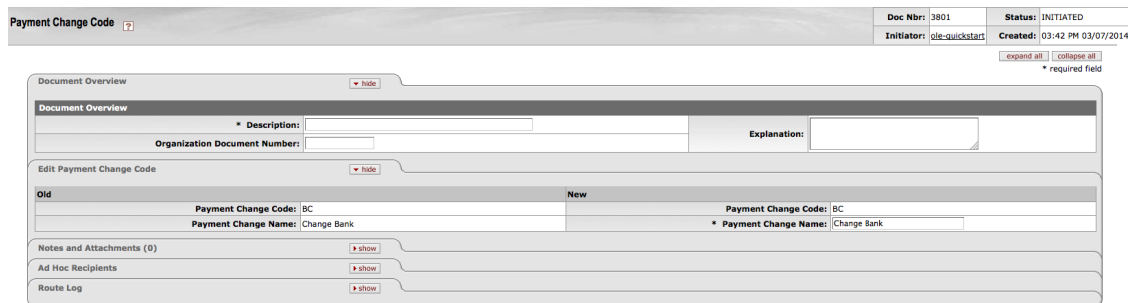 Payment Change Code ?
Doc Nbr: 3801 Status: INITIATED
Initiator: ole-quickstart Created: 03:42 PM 03/07/2014
expand all collapse all
* required field
Document Overview hide
Document Overview
* Description: Explanation:
Organization Document Number:
Edit Payment Change Code hide
Old New
Payment Change Code: BC Payment Change Code: BC
Payment Change Name: Change Bank * Payment Change Name: Change Bank
Notes and Attachments (0) show
Ad Hoc Recipients show
Route Log show